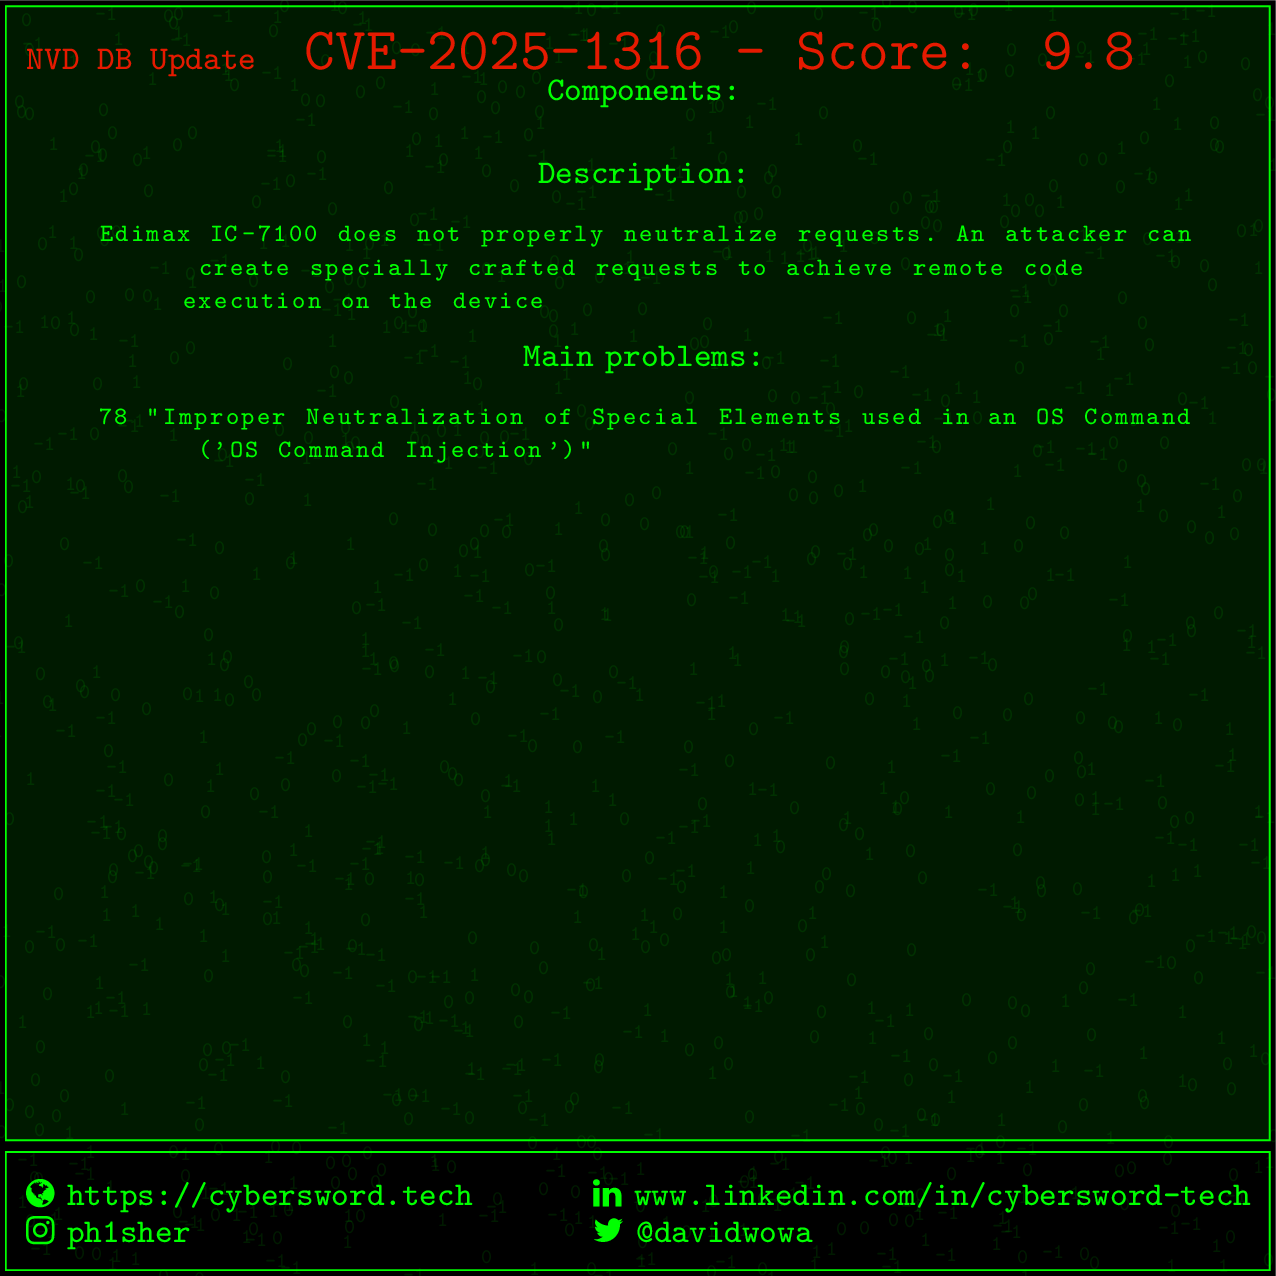 NVD DB Update CVE-2025-1316 - Score: 9.8
Components:
Description:
Edimax IC-7100 does not properly neutralize requests. An attacker can
create specially crafted requests to achieve remote code
execution on the device
Main problems:
78 "Improper Neutralization of Special Elements used in an OS Command
('OS Command Injection')"
https://cybersword.tech
www.linkedin.com/in/cybersword-tech
ph1sher
@davidwowa